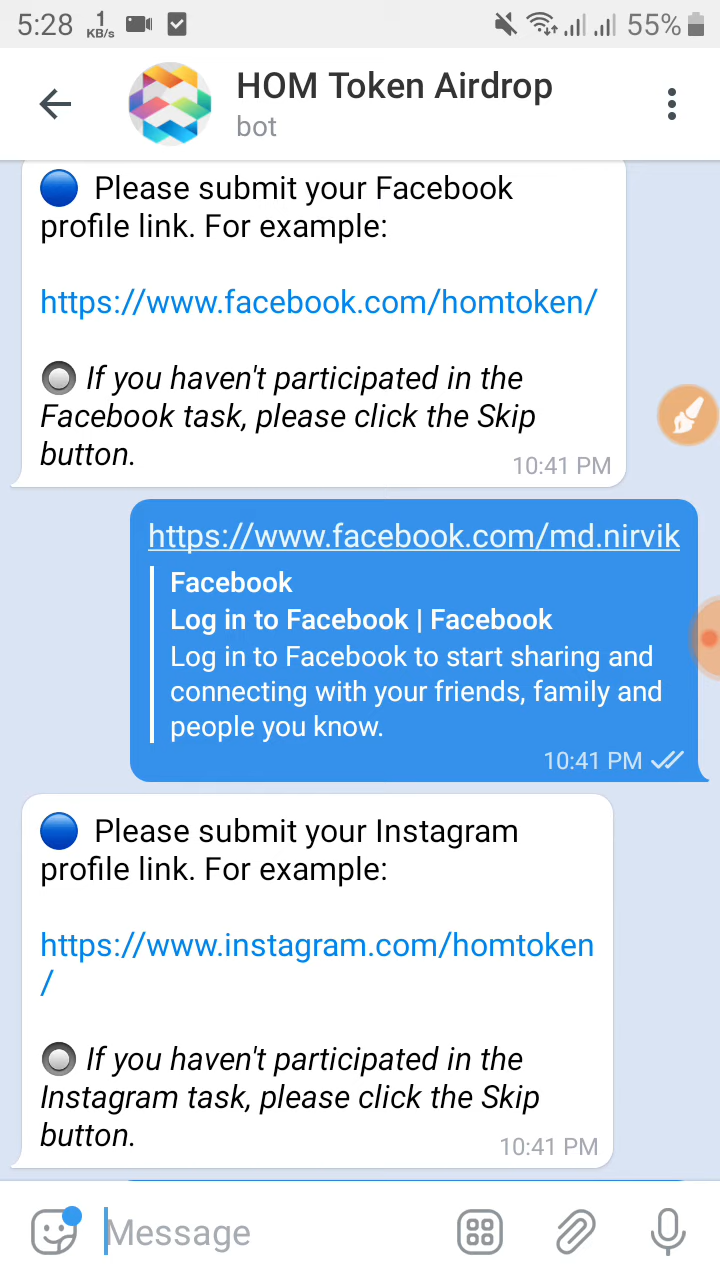 5:28 1 KB/s 55%
HOM Token Airdrop
bot
Please submit your Facebook
profile link. For example:
https://www.facebook.com/homtoken/
If you haven't participated in the
Facebook task, please click the Skip
button.
10:41 PM
https://www.facebook.com/md.nirvik
Facebook
Log in to Facebook | Facebook
Log in to Facebook to start sharing and
connecting with your friends, family and
people you know.
10:41 PM
Please submit your Instagram
profile link. For example:
https://www.instagram.com/homtoken
/
If you haven't participated in the
Instagram task, please click the Skip
button.
10:41 PM
Message